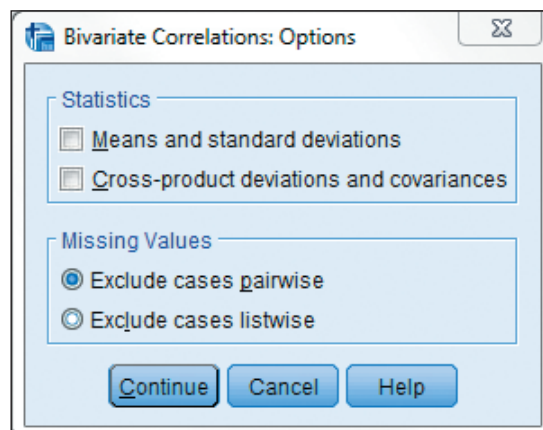 Bivariate Correlations: Options
Statistics
Means and standard deviations
Cross-product deviations and covariances
Missing Values
Exclude cases pairwise
Exclude cases listwise
Continue Cancel Help